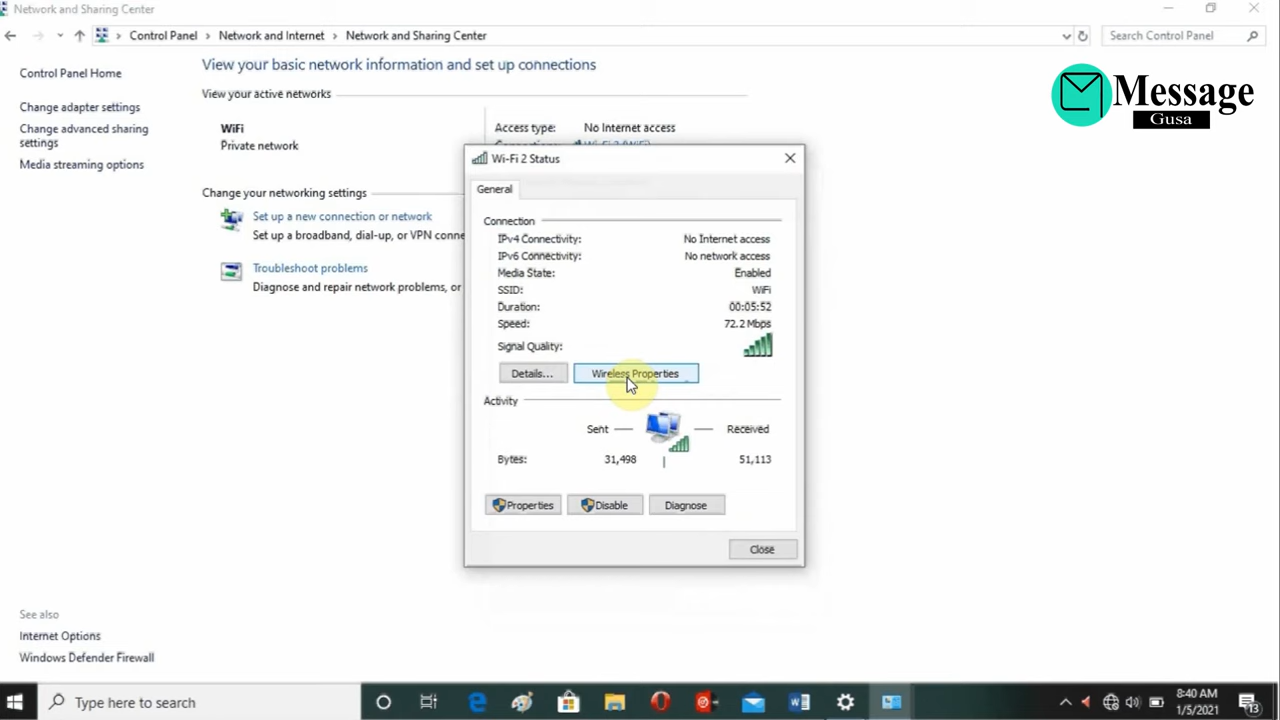 Network and Sharing Center
Control Panel > Network and Internet > Network and Sharing Center
Search Control Panel
Control Panel Home
Change adapter settings
Change advanced sharing
settings
Media streaming options
View your basic network information and set up connections
View your active networks
WiFi
Private network
Access type: No Internet access
Change your networking settings
Set up a new connection or network
Set up a broadband, dial-up, or VPN conne
Troubleshoot problems
Diagnose and repair network problems, or
Message
Gusa
Wi-Fi 2 Status
General
Connection
IPv4 Connectivity: No Internet access
IPv6 Connectivity: No network access
Media State: Enabled
SSID: WiFi
Duration: 00:05:52
Speed: 72.2 Mbps
Signal Quality:
Details... Wireless Properties
Activity
Sent — — Received
Bytes: 31,498 51,113
Properties Disable Diagnose
Close
See also
Internet Options
Windows Defender Firewall
Type here to search
8:40 AM
1/5/2021
13